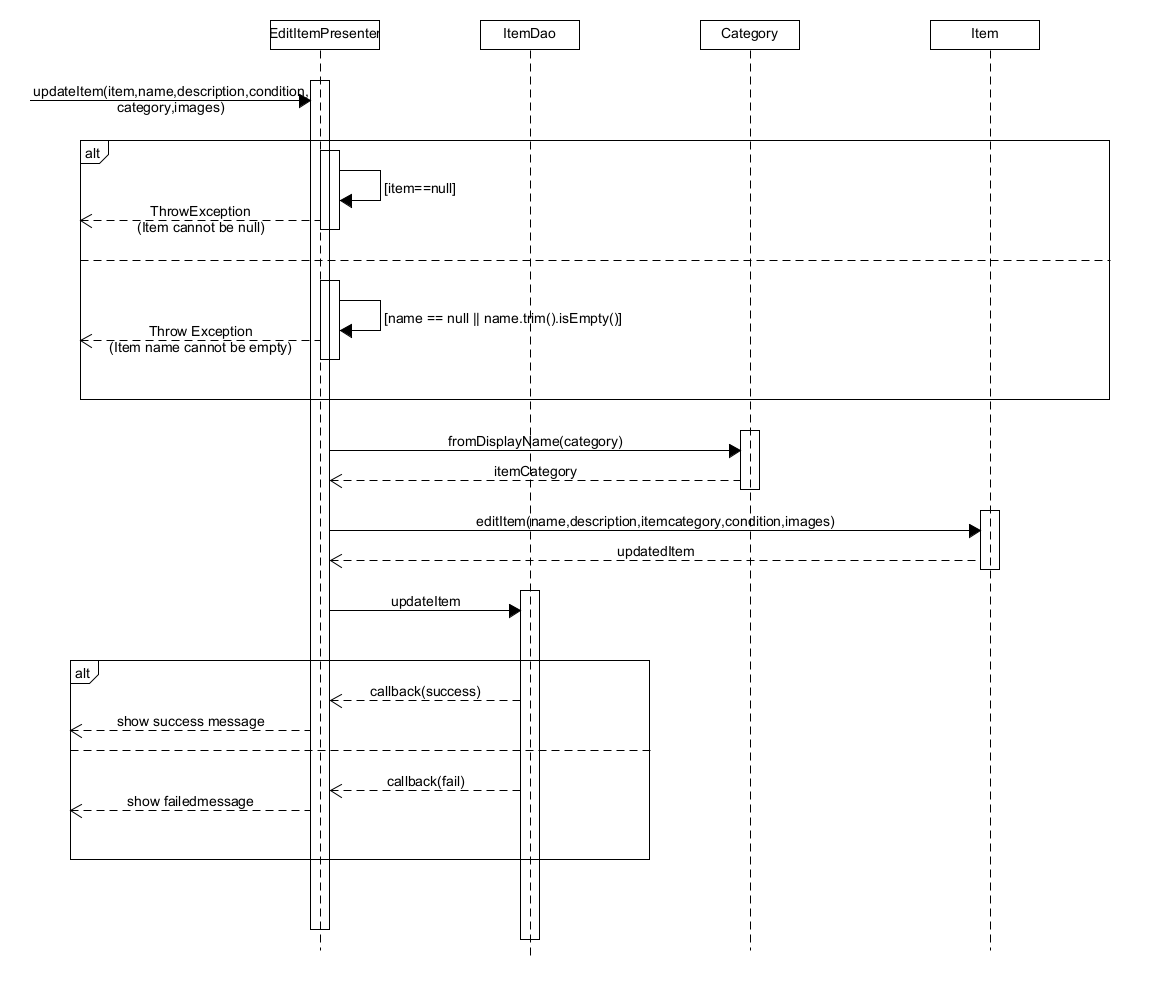 EditItemPresenter
ItemDao
Category
Item
updateItem(item,name,description,condition,
category,images)
alt
[item==null]
ThrowException
(Item cannot be null)
[name == null || name.trim().isEmpty()]
Throw Exception
(Item name cannot be empty)
fromDisplayName(category)
itemCategory
editItem(name,description,itemcategory,condition,images)
updatedItem
updateItem
alt
callback(success)
show success message
callback(fail)
show failedmessage